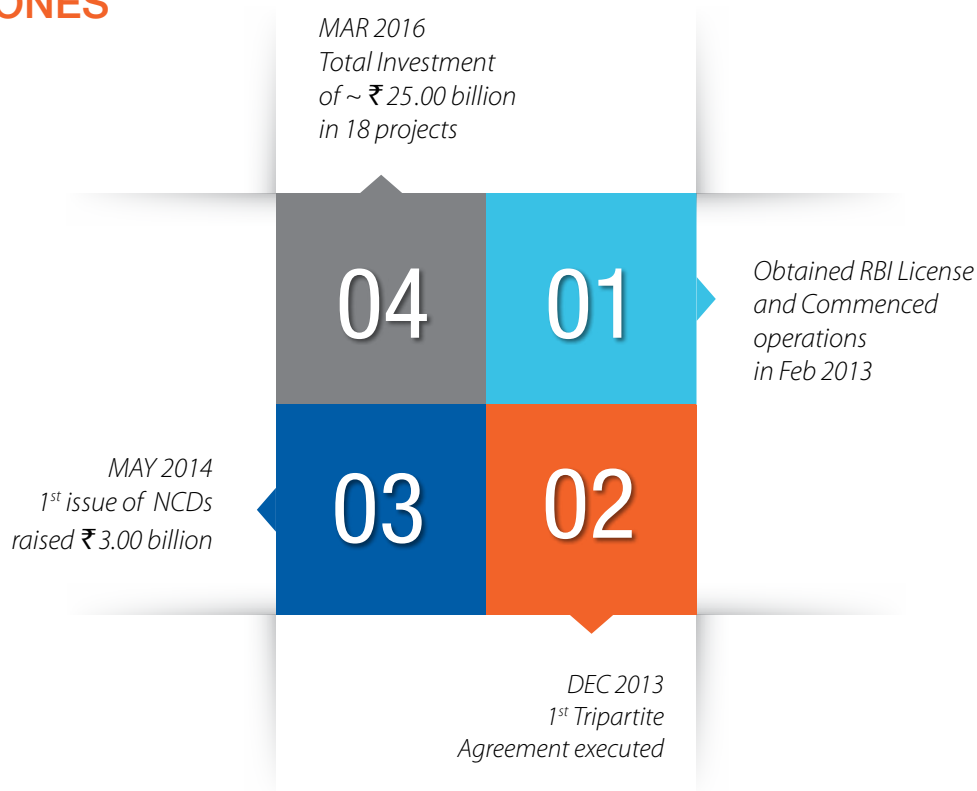 ONES
MAR 2016
Total Investment
of ~ ₹ 25.00 billion
in 18 projects
04
01
Obtained RBI License
and Commenced
operations
in Feb 2013
MAY 2014
1st issue of NCDs
raised ₹ 3.00 billion
03
02
DEC 2013
1st Tripartite
Agreement executed